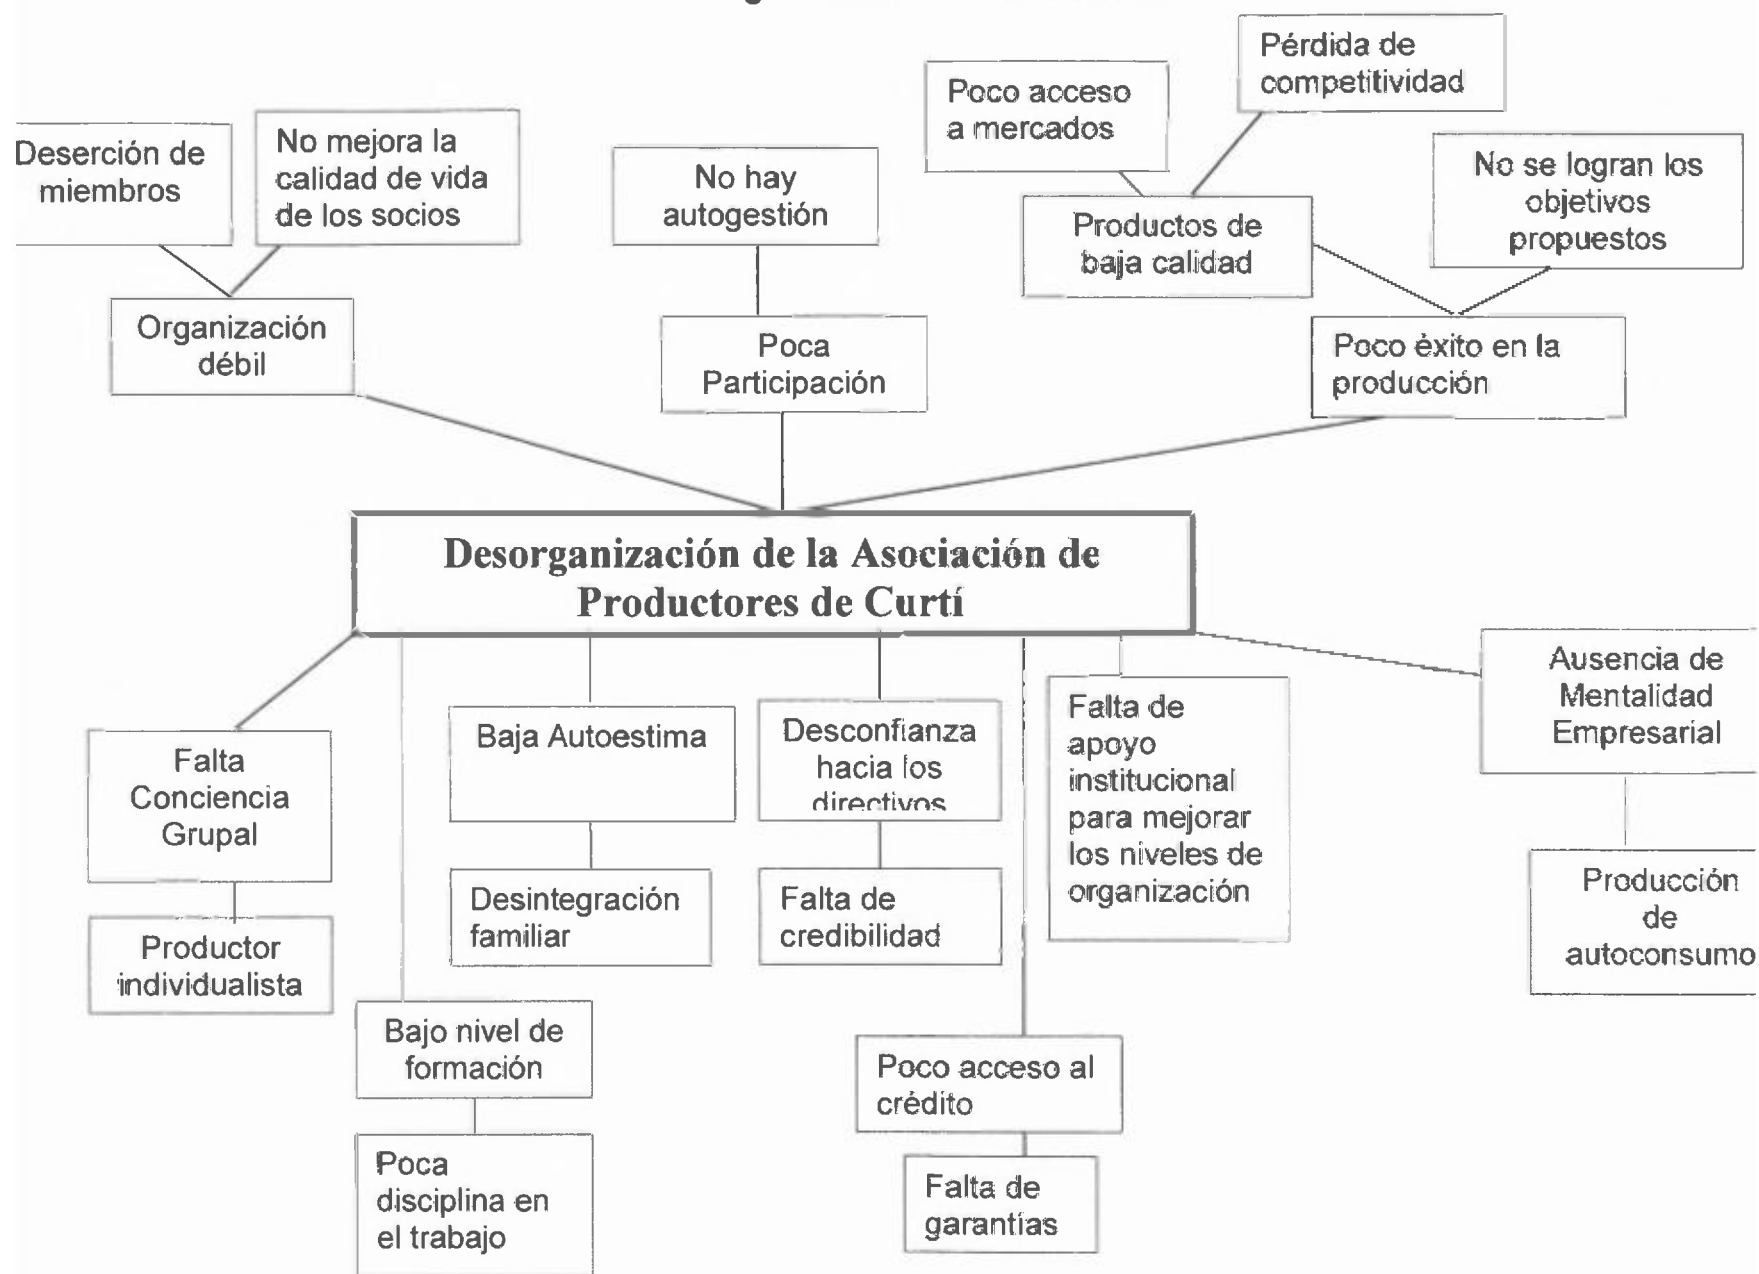 Pérdida de
competitividad
Poco acceso
a mercados
Deserción de
miembros
No mejora la
calidad de vida
de los socios
No hay
autogestión
Productos de
baja calidad
No se logran los
objetivos
propuestos
Organización
débil
Poca
Participación
Poco éxito en la
producción
Desorganización de la Asociación de
Productores de Curtí
Falta
Conciencia
Grupal
Baja Autoestima
Desconfianza
hacia los
directivos
Falta de
apoyo
institucional
para mejorar
los niveles de
organización
Ausencia de
Mentalidad
Empresarial
Productor
individualista
Desintegración
familiar
Falta de
credibilidad
Producción
de
autoconsumo
Bajo nivel de
formación
Poco acceso al
crédito
Poca
disciplina en
el trabajo
Falta de
garantías